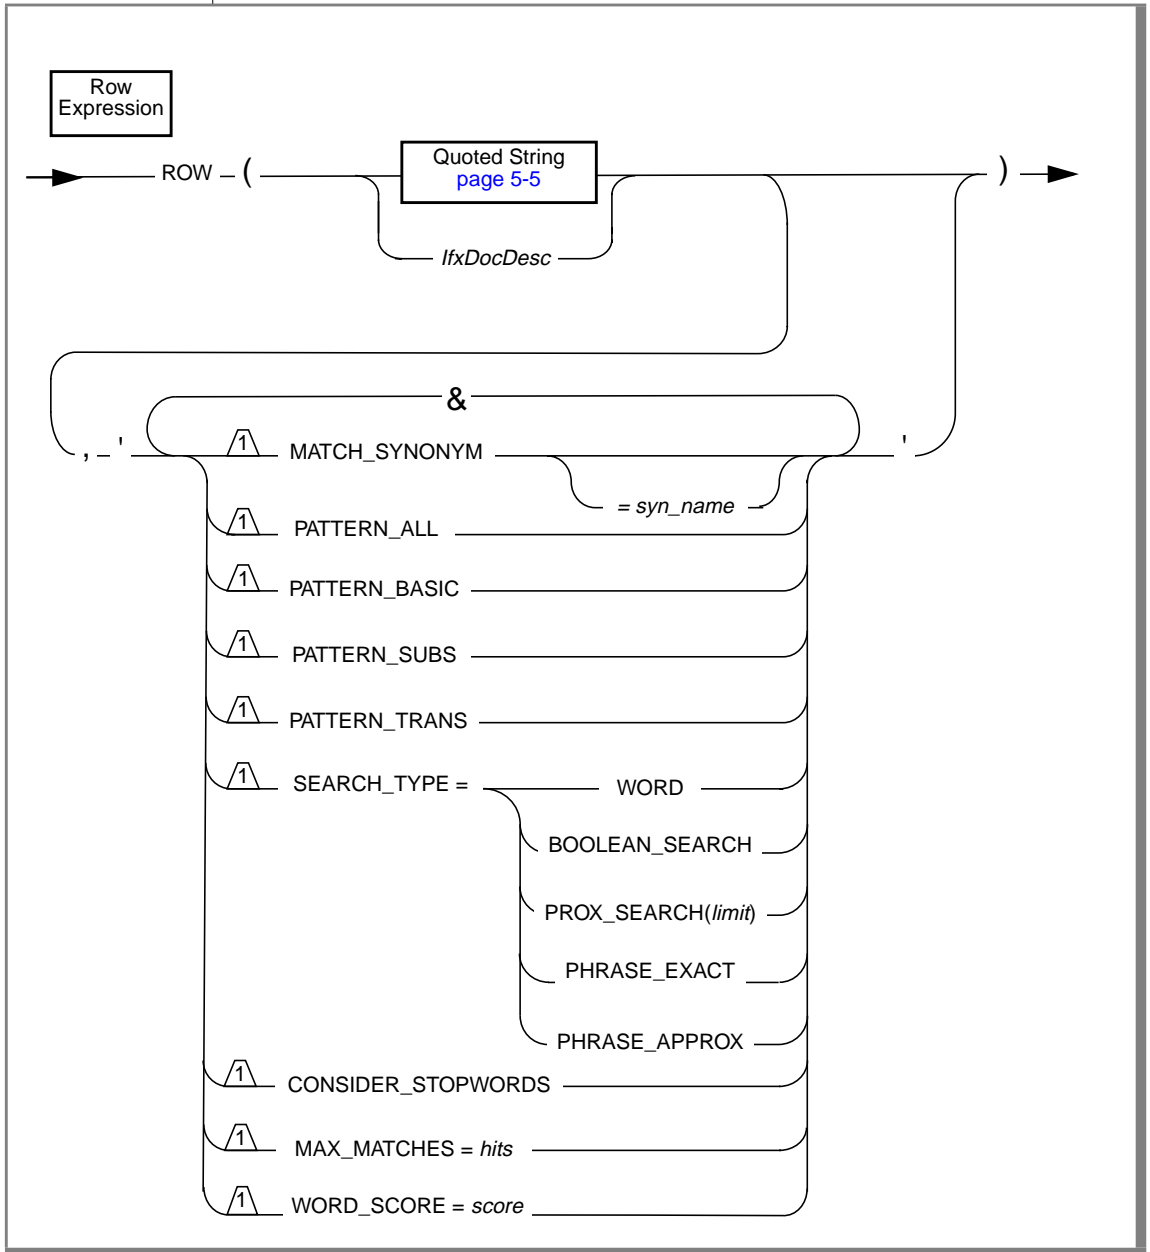 Row
Expression
ROW ( Quoted String )
page 5-5
IfxDocDesc
&
, ' 1 MATCH_SYNONYM '
= syn_name
1 PATTERN_ALL
1 PATTERN_BASIC
1 PATTERN_SUBS
1 PATTERN_TRANS
1 SEARCH_TYPE = WORD
BOOLEAN_SEARCH
PROX_SEARCH(limit)
PHRASE_EXACT
PHRASE_APPROX
1 CONSIDER_STOPWORDS
1 MAX_MATCHES = hits
1 WORD_SCORE = score